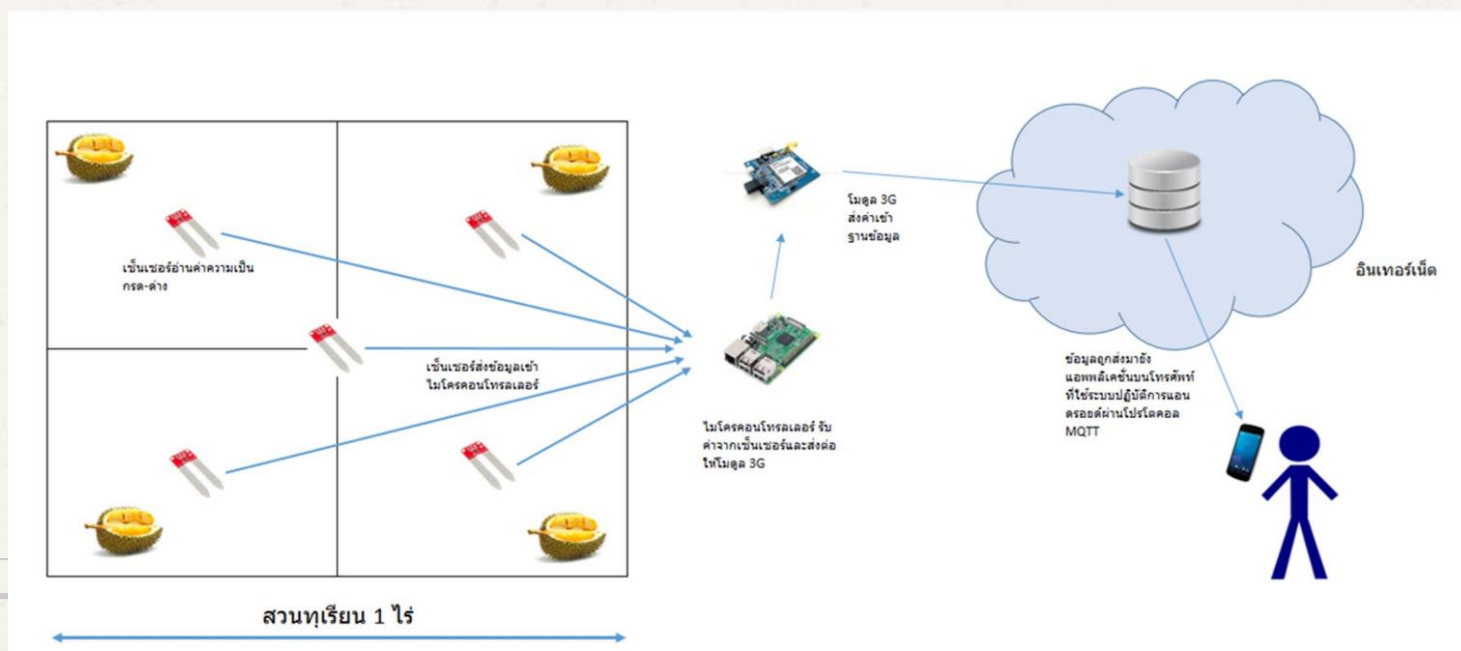 โมดูล 3G
ส่งค่าเข้า
ฐานข้อมูล
อินเทอร์เน็ต
เซ็นเซอร์อ่านค่าความเป็น
กรด-ด่าง
เซ็นเซอร์ส่งข้อมูลเข้า
ไมโครคอนโทรลเลอร์
ไมโครคอนโทรลเลอร์ รับ
ค่าจากเซ็นเซอร์และส่งต่อ
ให้โมดูล 3G
ข้อมูลถูกส่งมายัง
แอพพลิเคชั่นบนโทรศัพท์
ที่ใช้ระบบปฏิบัติการแอน
ดรอยด์ผ่านโปรโตคอล
MQTT
สวนทุเรียน 1 ไร่